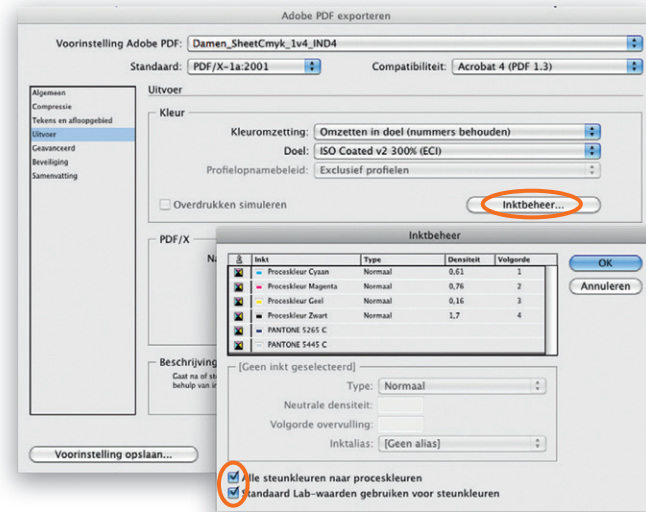 Adobe PDF exporteren
Voorinstelling Adobe PDF: Damen_SheetCmyk_1v4_IND4
Standaard: PDF/X-1a:2001 Compatibiliteit: Acrobat 4 (PDF 1.3)
Algemeen
Compressie
Tekens en afloopgebied
Uitvoer
Geavanceerd
Beveiliging
Samenvatting
Uitvoer
Kleur
Kleuromzetting: Omzetten in doel (nummers behouden)
Doel: ISO Coated v2 300% (ECI)
Profielopnamebeleid: Exclusief profielen
Overdrukken simuleren Inktbeheer...
PDF/X
Na
Beschrijving
Gaat na of st
behulp van i
Voorinstelling opslaan...
Inktbeheer
Inkt Type Densiteit Volgorde
Proceskleur Cyaan Normaal 0,61 1
Proceskleur Magenta Normaal 0,76 2
Proceskleur Geel Normaal 0,16 3
Proceskleur Zwart Normaal 1,7 4
PANTONE 5265 C
PANTONE 5445 C
OK
Annuleren
[Geen inkt geselecteerd]
Type: Normaal
Neutrale densiteit:
Volgorde overvulling:
Inktalias: [Geen alias]
Alle steunkleuren naar proceskleuren
Standaard Lab-waarden gebruiken voor steunkleuren